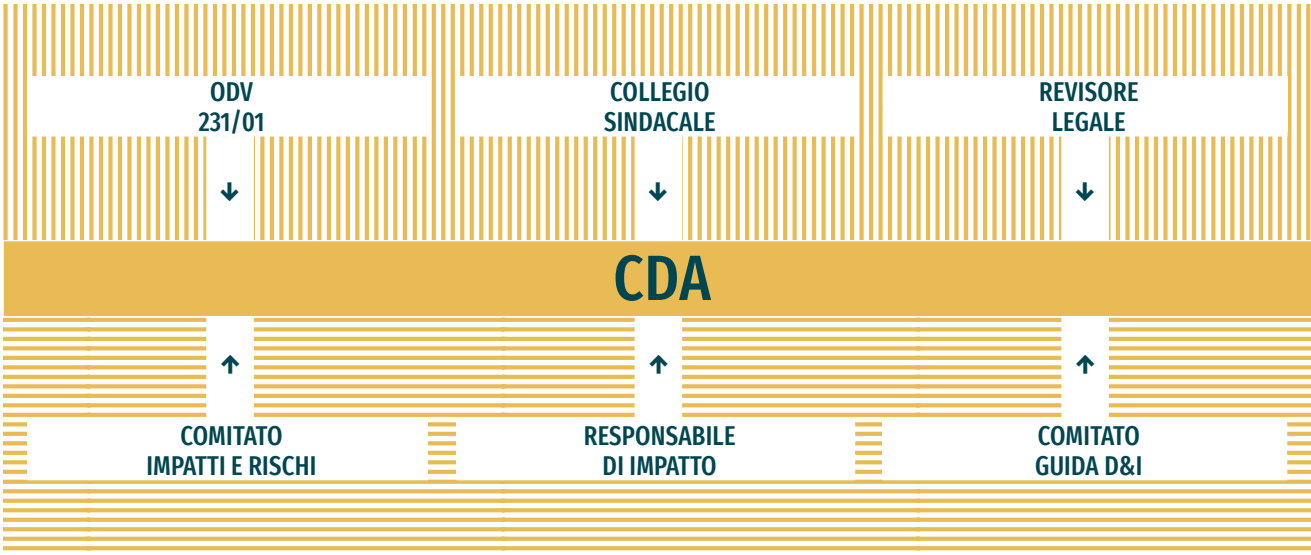 ODV
231/01
COLLEGIO
SINDACALE
REVISORE
LEGALE
CDA
COMITATO
IMPATTI E RISCHI
RESPONSABILE
DI IMPATTO
COMITATO
GUIDA D&I